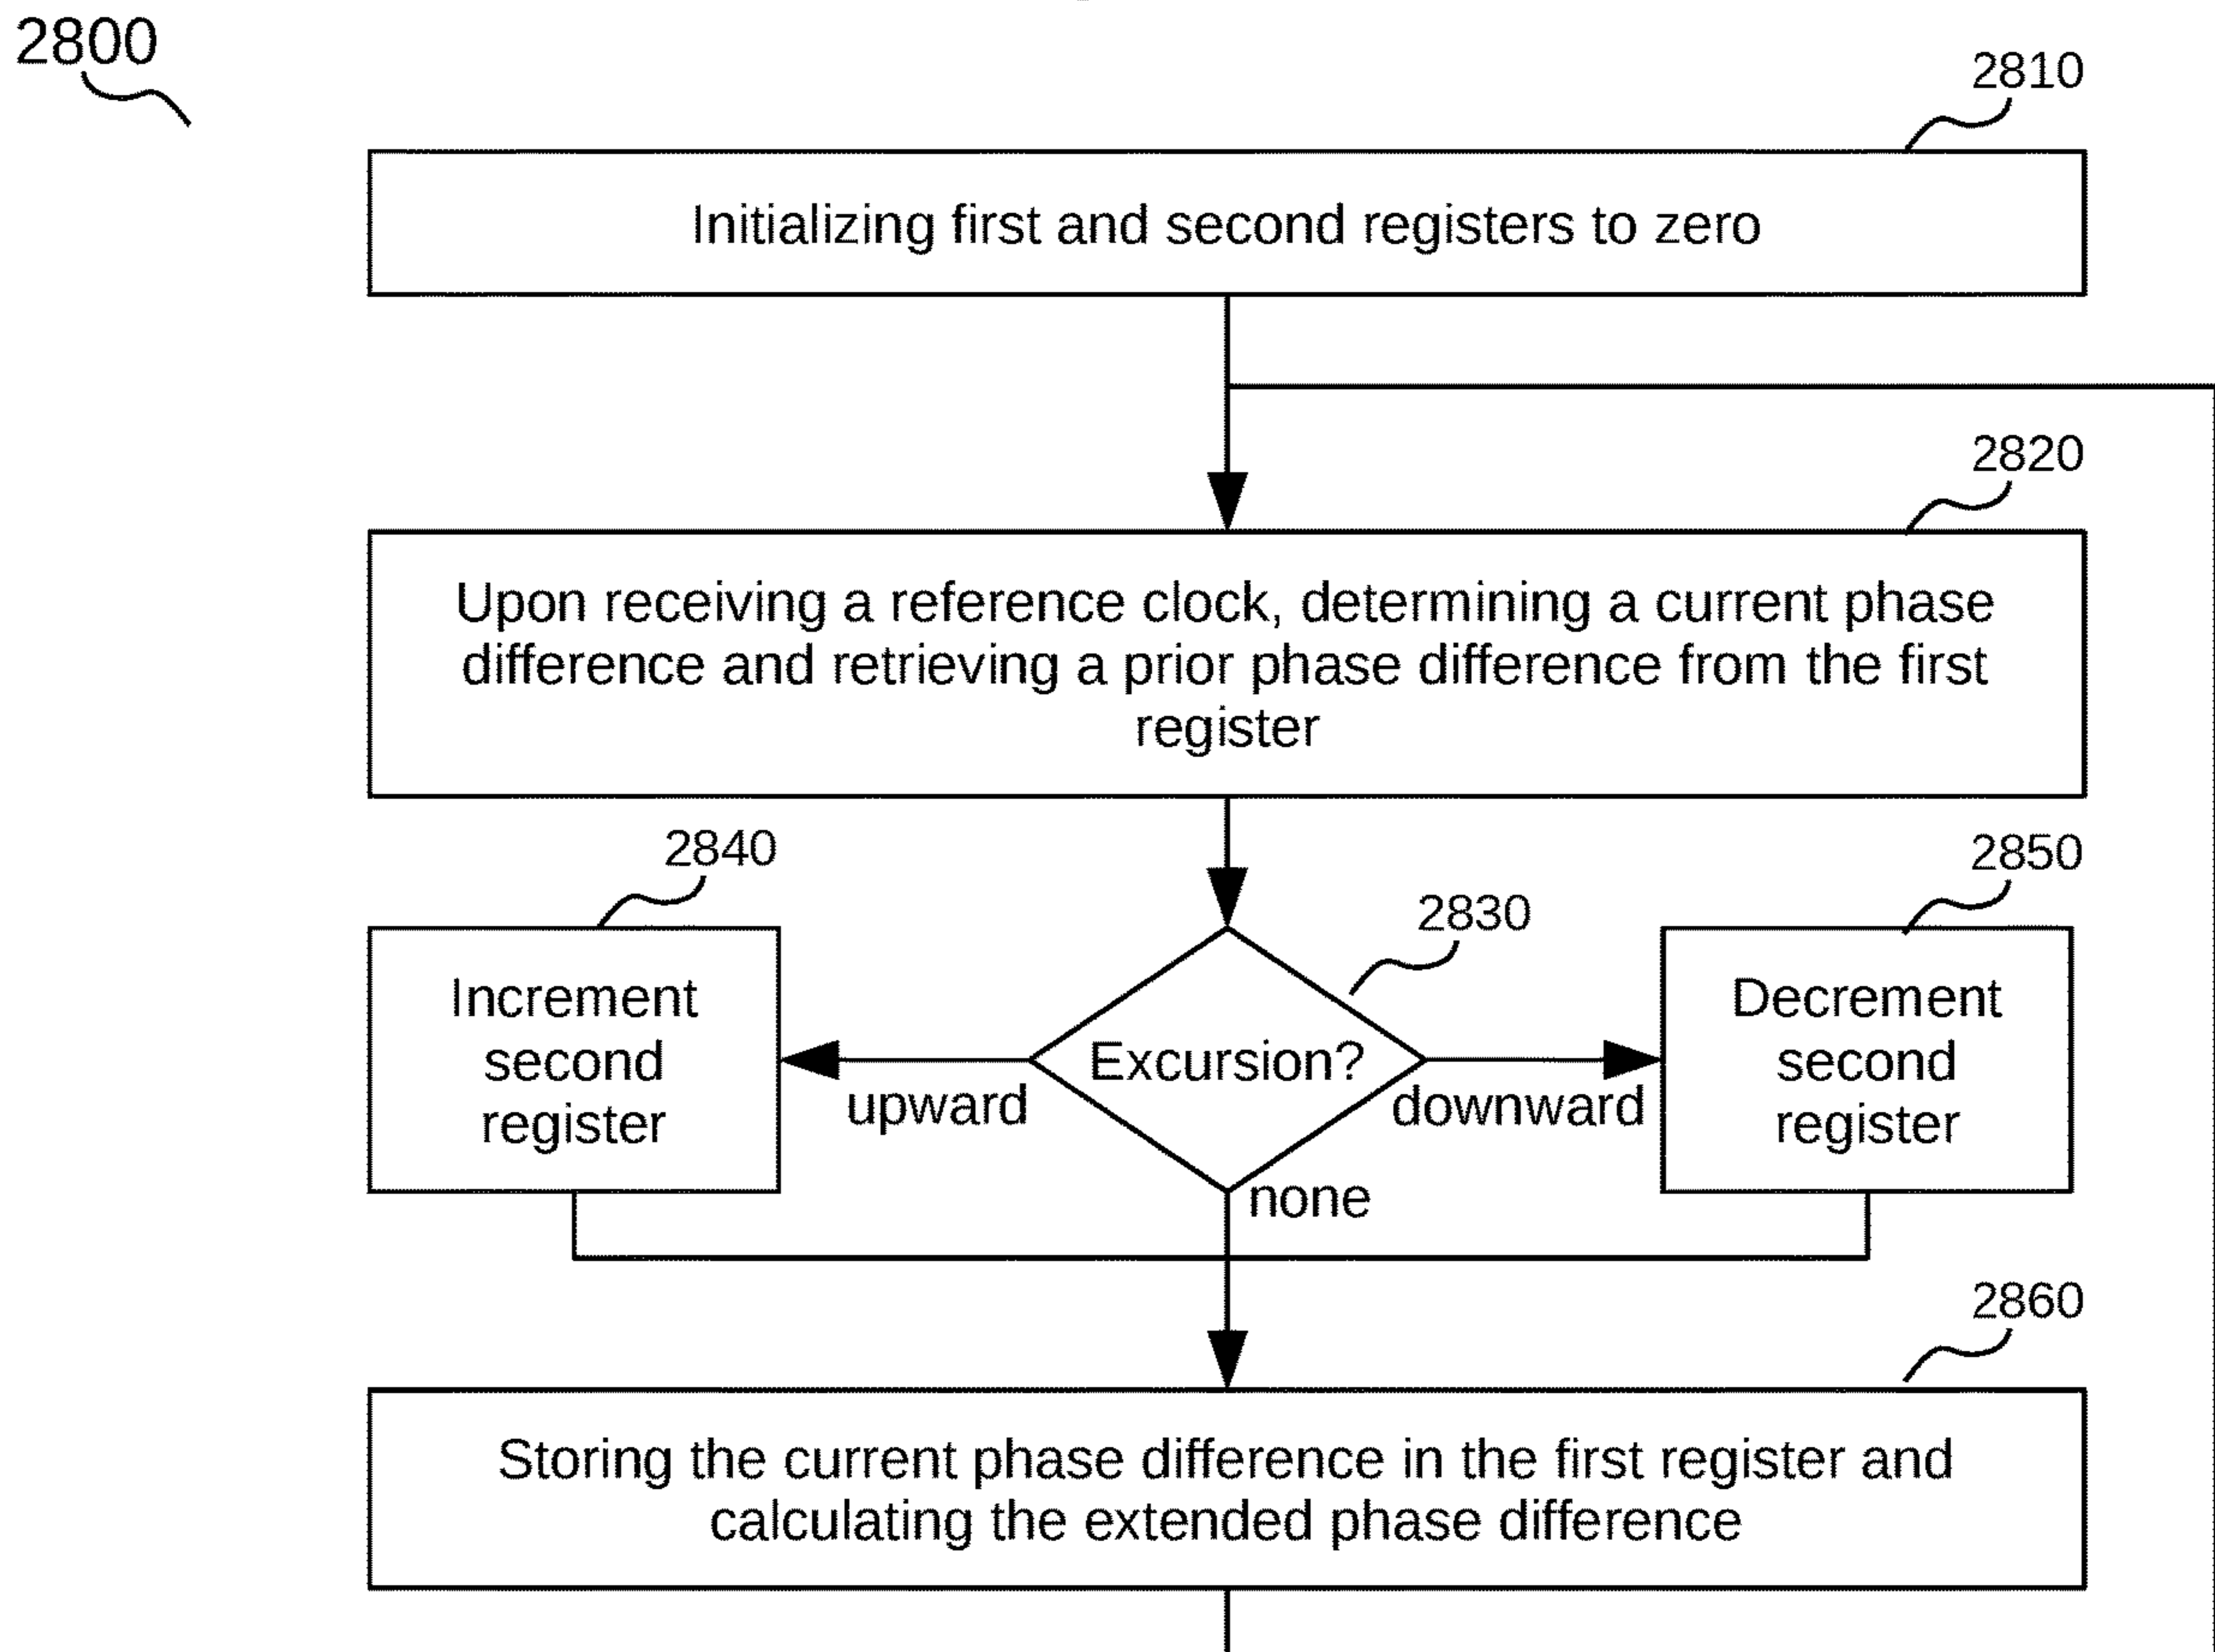 2800
2810
Initializing first and second registers to zero
2820
Upon receiving a reference clock, determining a current phase
difference and retrieving a prior phase difference from the first
register
2840
2850
2830
Increment
second
register
upward
Excursion?
downward
none
Decrement
second
register
2860
Storing the current phase difference in the first register and
calculating the extended phase difference